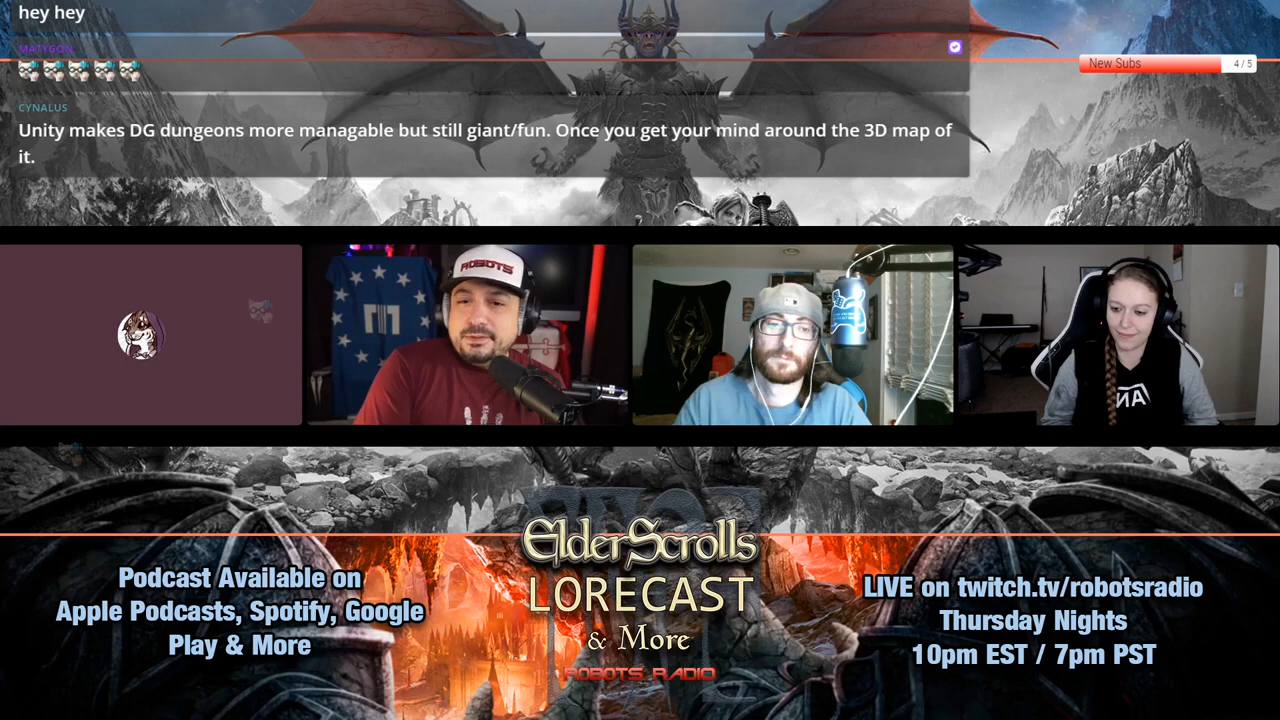 hey hey
MATYGON
New Subs 4 / 5
CYNALUS
Unity makes DG dungeons more managable but still giant/fun. Once you get your mind around the 3D map of
it.
ROBOTS
ElderScrolls
LORECAST
& More
ROBOTS RADIO
Podcast Available on
Apple Podcasts, Spotify, Google
Play & More
LIVE on twitch.tv/robotsradio
Thursday Nights
10pm EST / 7pm PST